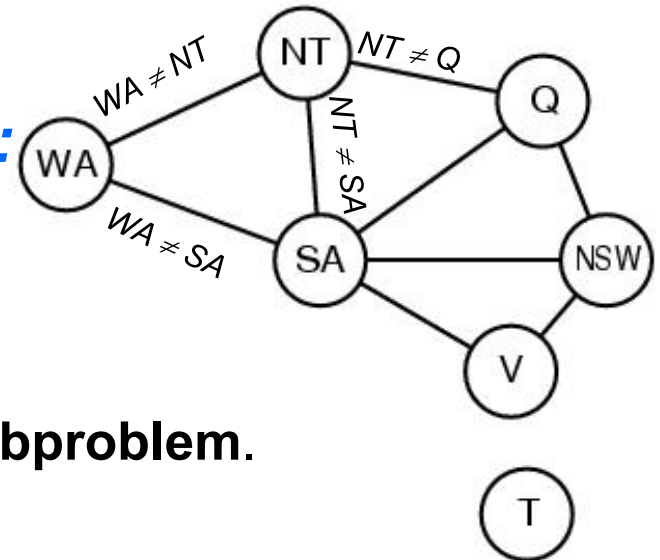 NT
NT ≠ Q
WA ≠ NT
Q
:
NT ≠ SA
WA
WA ≠ SA
SA
NSW
V
bproblem.
T